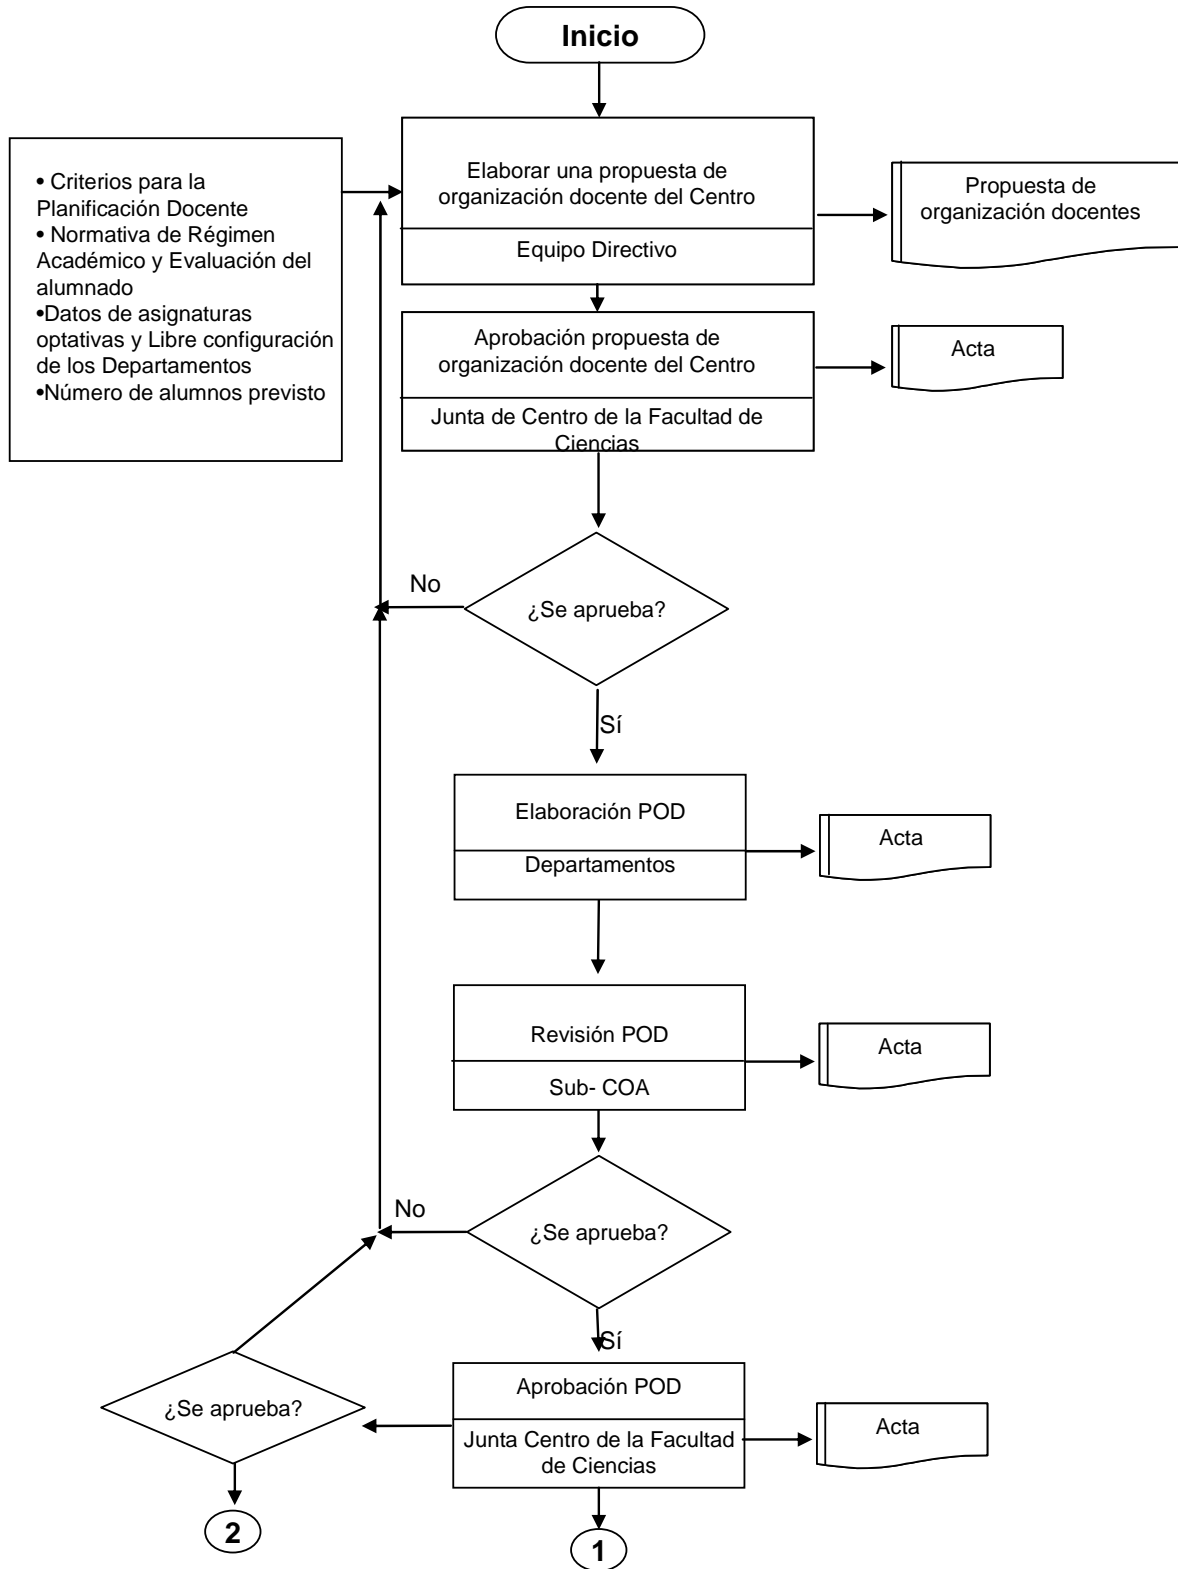 Inicio
• Criterios para la
Planificación Docente
• Normativa de Régimen
Académico y Evaluación del
alumnado
•Datos de asignaturas
optativas y Libre configuración
de los Departamentos
•Número de alumnos previsto
Elaborar una propuesta de
organización docente del Centro
Equipo Directivo
Propuesta de
organización docentes
Aprobación propuesta de
organización docente del Centro
Junta de Centro de la Facultad de
Ciencias
Acta
No
¿Se aprueba?
Sí
Elaboración POD
Departamentos
Acta
Revisión POD
Sub- COA
Acta
No
¿Se aprueba?
Sí
¿Se aprueba?
Aprobación POD
Junta Centro de la Facultad
de Ciencias
Acta
2
1